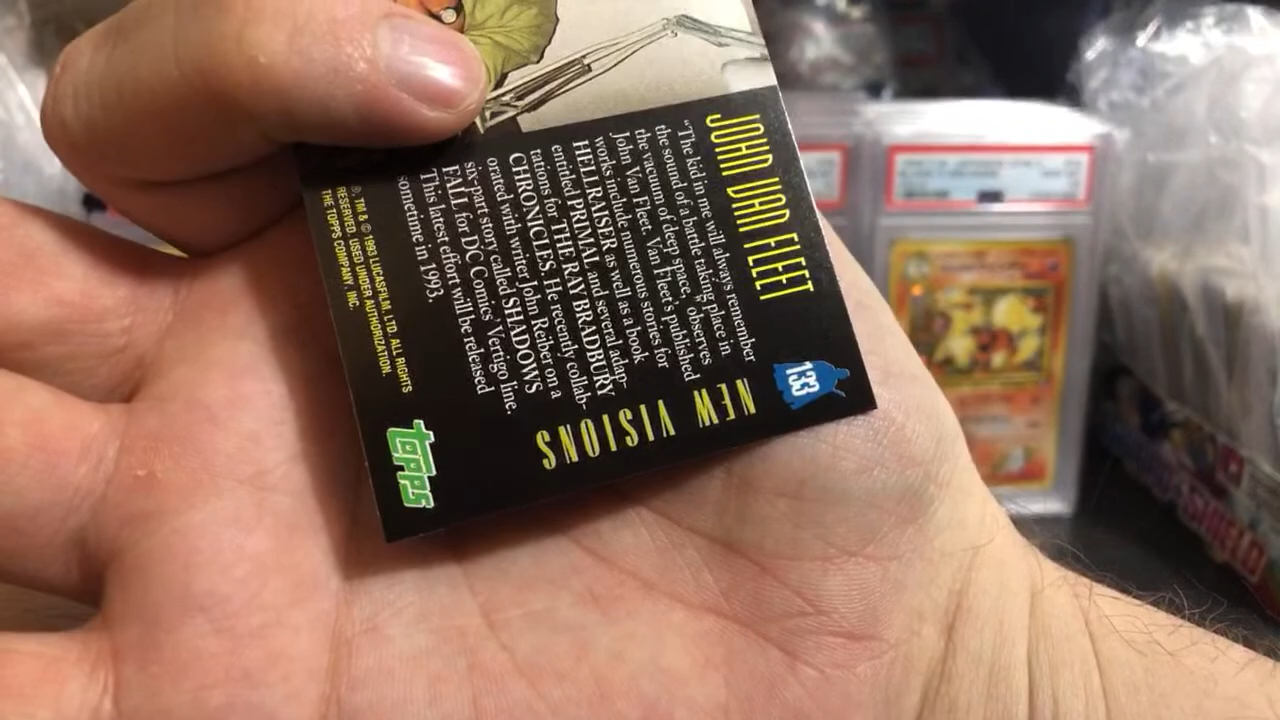 JOHN VAN FLEET
133
"The kid in me will always remember
the sound of a battle taking place in
the vacuum of deep space," observes
John Van Fleet. Van Fleet's published
works include numerous stories for
HELLRAISER as well as a book
entitled PRIMAL and several adap-
tations for THE RAY BRADBURY
CHRONICLES. He recently collab-
orated with writer John Reiber on a
six-part story called SHADOWS
FALL for DC Comics' Vertigo line.
This latest effort will be released
sometime in 1993.
NEW VISIONS
®, TM & © 1993 LUCASFILM, LTD. ALL RIGHTS
RESERVED. USED UNDER AUTHORIZATION.
THE TOPPS COMPANY, INC.
TOPPS
SHIELD